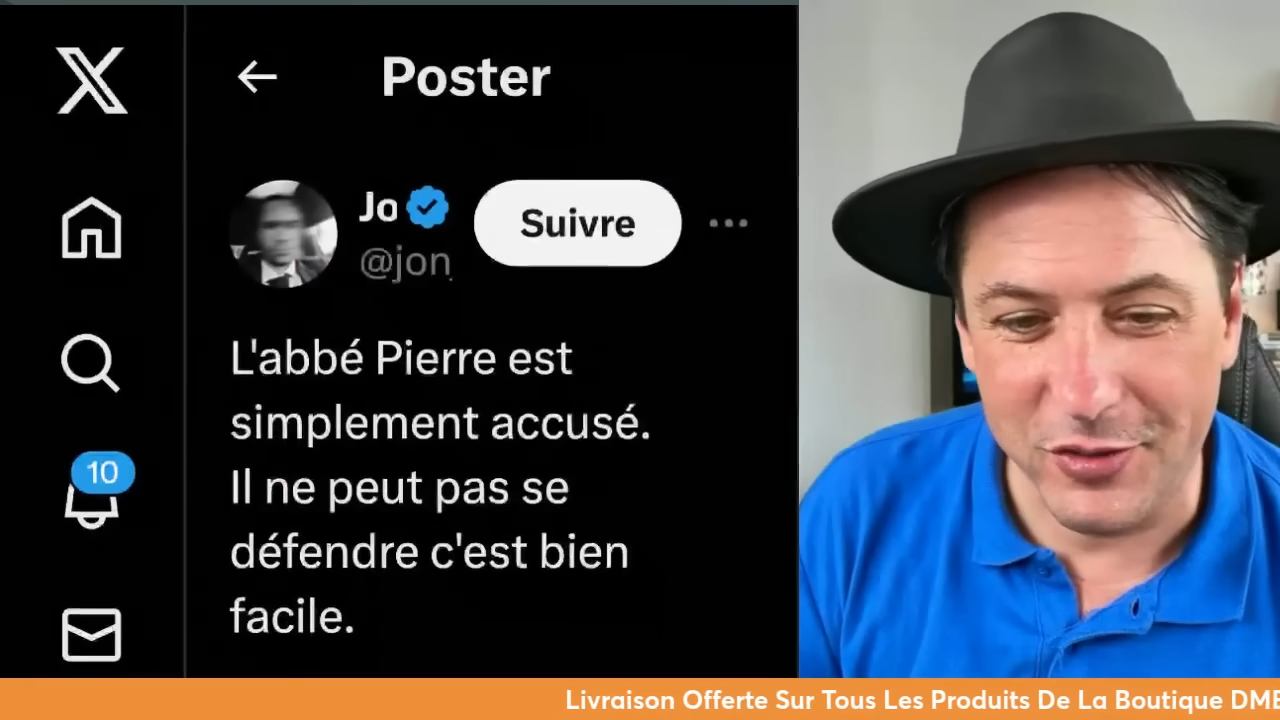 Poster
Jo
Suivre
@jon
L'abbé Pierre est
simplement accusé.
Il ne peut pas se
défendre c'est bien
facile.
10
Livraison Offerte Sur Tous Les Produits De La Boutique DME